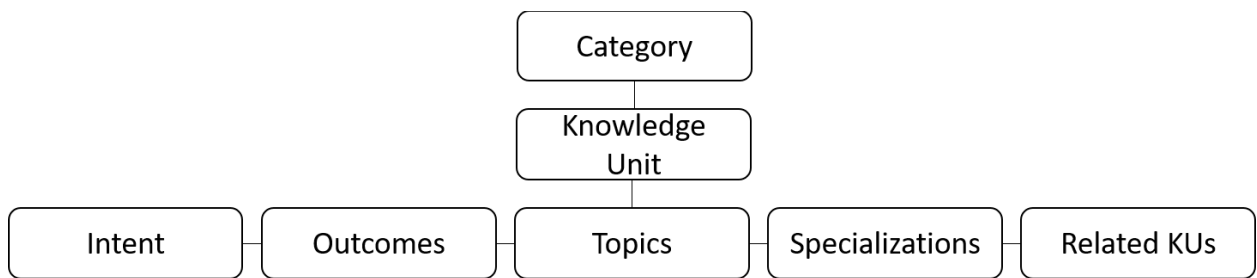 Category
Knowledge
Unit
Intent
Outcomes
Topics
Specializations
Related KUs